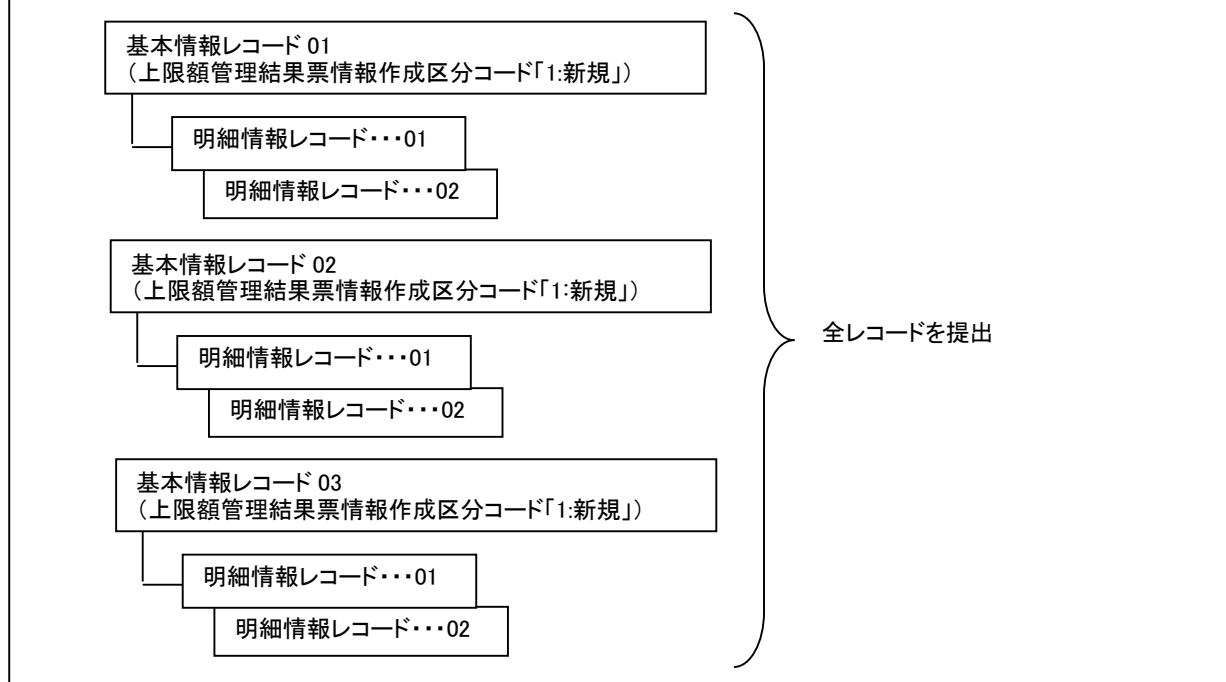 基本情報レコード 01
（上限額管理結果票情報作成区分コード「1:新規」）
明細情報レコード・・・01
明細情報レコード・・・02
基本情報レコード 02
（上限額管理結果票情報作成区分コード「1:新規」）
全レコードを提出
明細情報レコード・・・01
明細情報レコード・・・02
基本情報レコード 03
（上限額管理結果票情報作成区分コード「1:新規」）
明細情報レコード・・・01
明細情報レコード・・・02